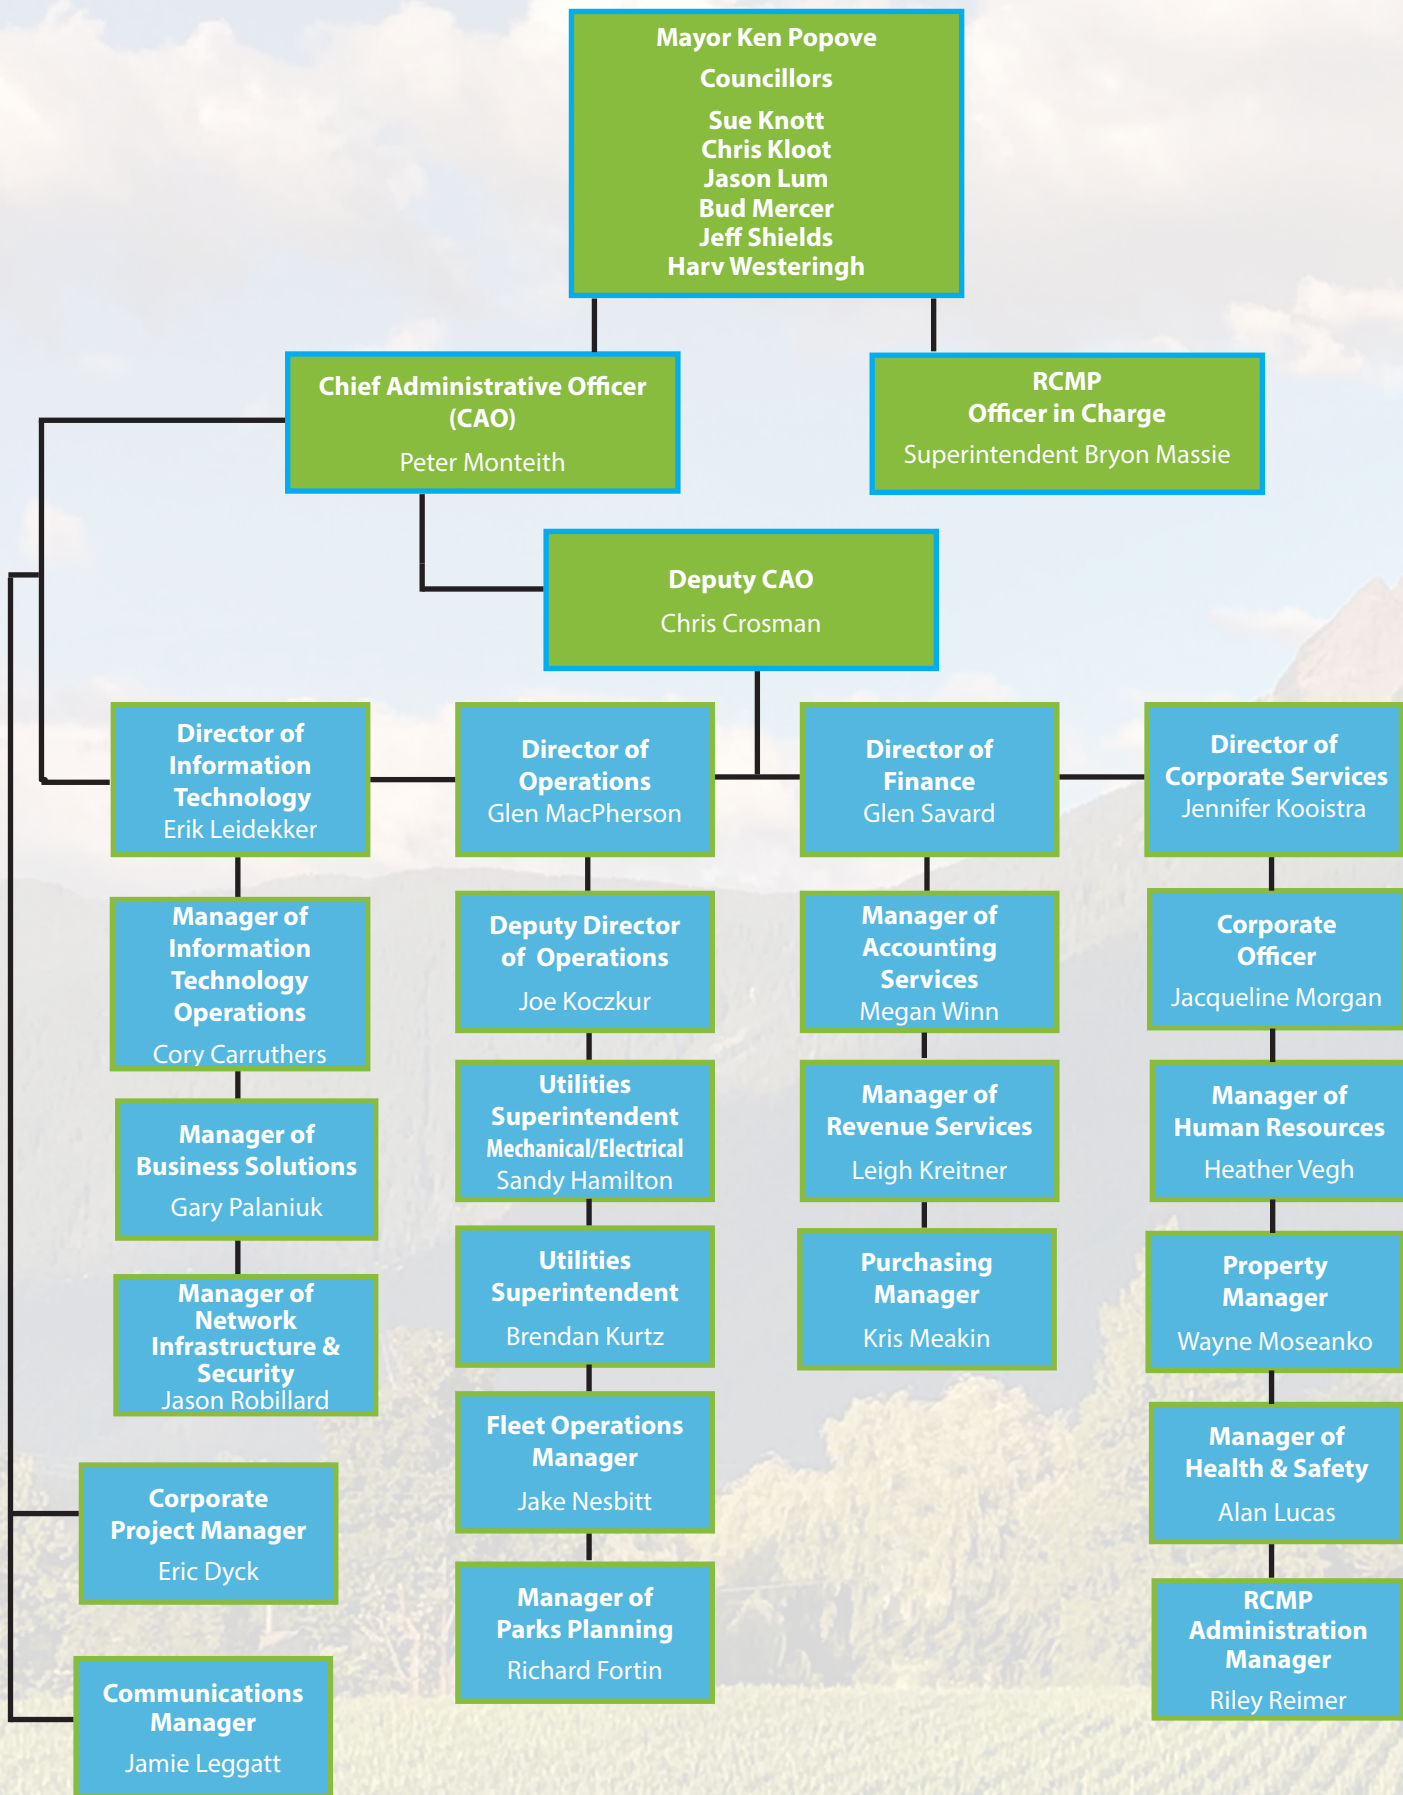 Mayor Ken Popove
Councillors
Sue Knott
Chris Kloot
Jason Lum
Bud Mercer
Jeff Shields
Harv Westeringh
Chief Administrative Officer
(CAO)
Peter Monteith
RCMP
Officer in Charge
Superintendent Bryon Massie
Deputy CAO
Chris Crosman
Director of
Information
Technology
Erik Leidekker
Director of
Operations
Glen MacPherson
Director of
Finance
Glen Savard
Director of
Corporate Services
Jennifer Kooistra
Manager of
Information
Technology
Operations
Cory Carruthers
Deputy Director
of Operations
Joe Koczkur
Manager of
Accounting
Services
Megan Winn
Corporate
Officer
Jacqueline Morgan
Manager of
Business Solutions
Gary Palaniuk
Utilities
Superintendent
Mechanical/Electrical
Sandy Hamilton
Manager of
Revenue Services
Leigh Kreitner
Manager of
Human Resources
Heather Vegh
Manager of
Network
Infrastructure &
Security
Jason Robillard
Utilities
Superintendent
Brendan Kurtz
Purchasing
Manager
Kris Meakin
Property
Manager
Wayne Moseanko
Corporate
Project Manager
Eric Dyck
Fleet Operations
Manager
Jake Nesbitt
Manager of
Health & Safety
Alan Lucas
Communications
Manager
Jamie Leggatt
Manager of
Parks Planning
Richard Fortin
RCMP
Administration
Manager
Riley Reimer